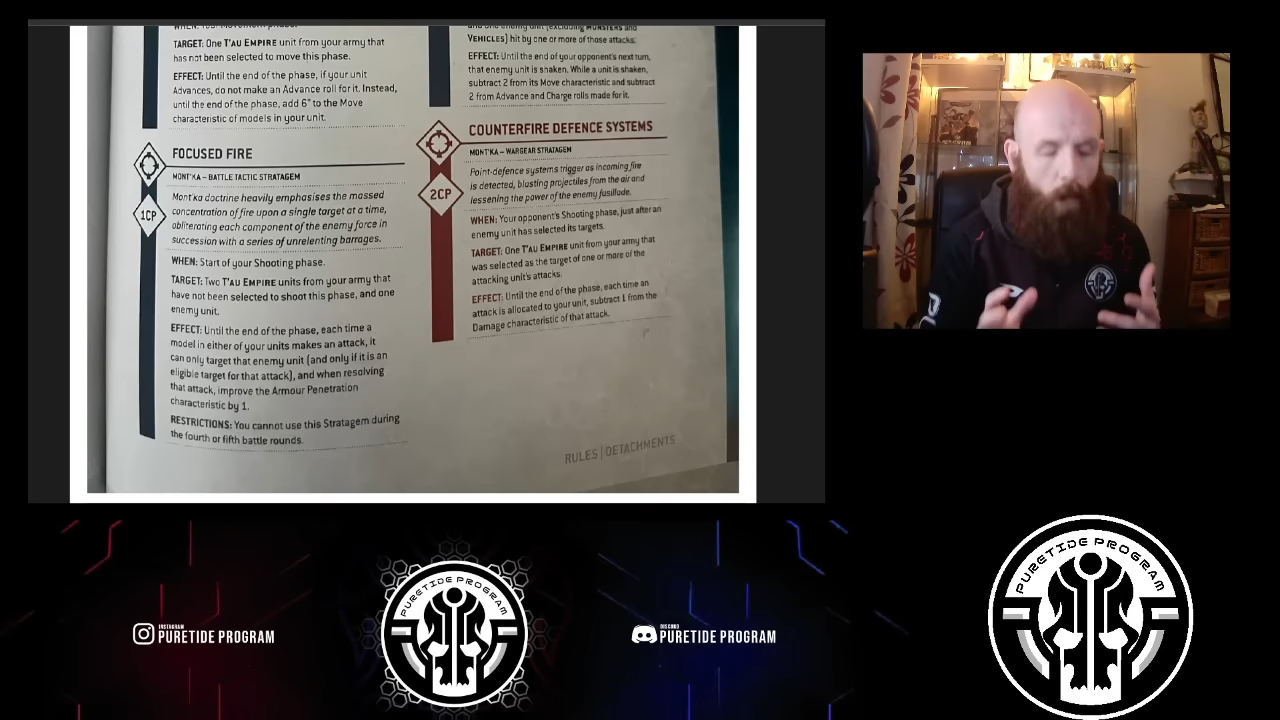 TARGET: One T'AU EMPIRE unit from your army that
has not been selected to move this phase.
EFFECT: Until the end of the phase, if your unit
Advances, do not make an Advance roll for it. Instead,
until the end of the phase, add 6" to the Move
characteristic of models in your unit.
FOCUSED FIRE
MONT'KA – BATTLE TACTIC STRATAGEM
1CP
Mont'ka doctrine heavily emphasises the massed
concentration of fire upon a single target at a time,
obliterating each component of the enemy force in
succession with a series of unrelenting barrages.
WHEN: Start of your Shooting phase.
TARGET: Two T'AU EMPIRE units from your army that
have not been selected to shoot this phase, and one
enemy unit.
EFFECT: Until the end of the phase, each time a
model in either of your units makes an attack, it
can only target that enemy unit (and only if it is an
eligible target for that attack), and when resolving
that attack, improve the Armour Penetration
characteristic by 1.
RESTRICTIONS: You cannot use this Stratagem during
the fourth or fifth battle rounds.
and one enemy unit (excluding MONSTERS and
VEHICLES) hit by one or more of those attacks.
EFFECT: Until the end of your opponent's next turn,
that enemy unit is shaken. While a unit is shaken,
subtract 2 from its Move characteristic and subtract
2 from Advance and Charge rolls made for it.
COUNTERFIRE DEFENCE SYSTEMS
MONT'KA – WARGEAR STRATAGEM
2CP
Point-defence systems trigger as incoming fire
is detected, blasting projectiles from the air and
lessening the power of the enemy fusillade.
WHEN: Your opponent's Shooting phase, just after an
enemy unit has selected its targets.
TARGET: One T'AU EMPIRE unit from your army that
was selected as the target of one or more of the
attacking unit's attacks.
EFFECT: Until the end of the phase, each time an
attack is allocated to your unit, subtract 1 from the
Damage characteristic of that attack.
RULES | DETACHMENTS
INSTAGRAM
PURETIDE PROGRAM
PURETIDE PROGRAM
DISCORD
PURETIDE PROGRAM
PURETIDE PROGRAM